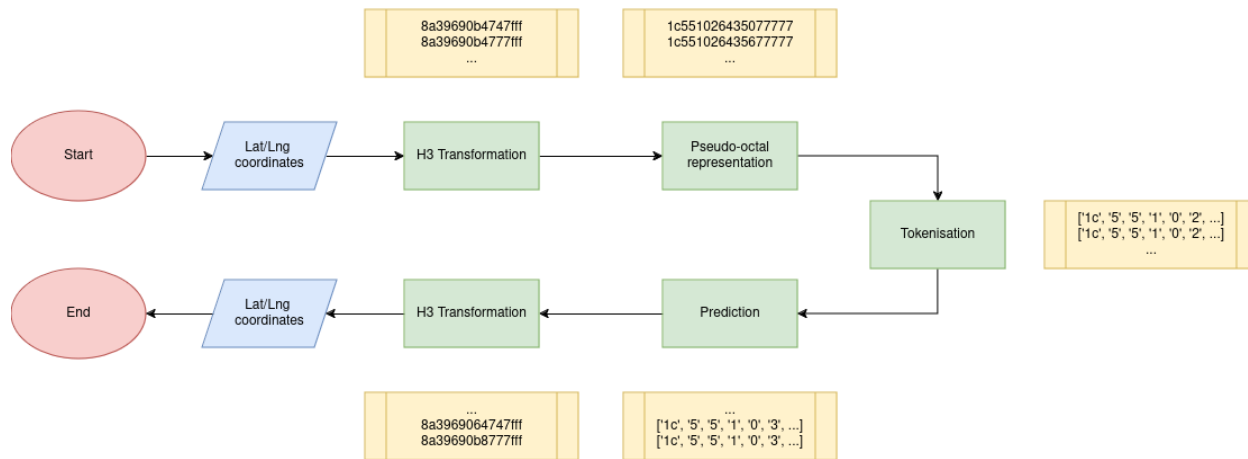 8a39690b4747fff
8a39690b4777fff
...
1c551026435077777
1c551026435677777
...
Start
Lat/Lng
coordinates
H3 Transformation
Pseudo-octal
representation
Tokenisation
['1c', '5', '5', '1', '0', '2', ...]
['1c', '5', '5', '1', '0', '2', ...]
...
End
Lat/Lng
coordinates
H3 Transformation
Prediction
...
8a3969064747fff
8a39690b8777fff
...
['1c', '5', '5', '1', '0', '3', ...]
['1c', '5', '5', '1', '0', '3', ...]